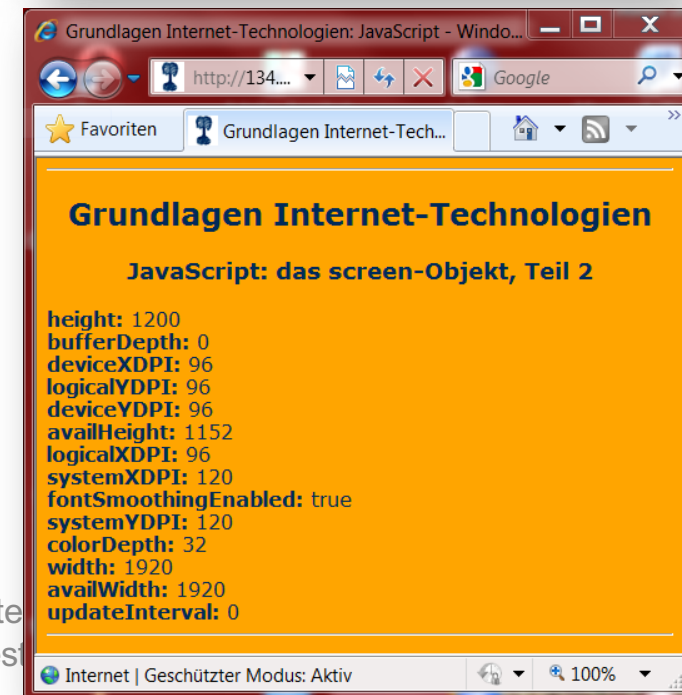 Grundlagen Internet-Technologien: JavaScript - Windo...
http://134....
Google
Favoriten
Grundlagen Internet-Tech...
Grundlagen Internet-Technologien
JavaScript: das screen-Objekt, Teil 2
height: 1200
bufferDepth: 0
deviceXDPI: 96
logicalYDPI: 96
deviceYDPI: 96
availHeight: 1152
logicalXDPI: 96
systemXDPI: 120
fontSmoothingEnabled: true
systemYDPI: 120
colorDepth: 32
width: 1920
availWidth: 1920
updateInterval: 0
Internet | Geschützter Modus: Aktiv
100%